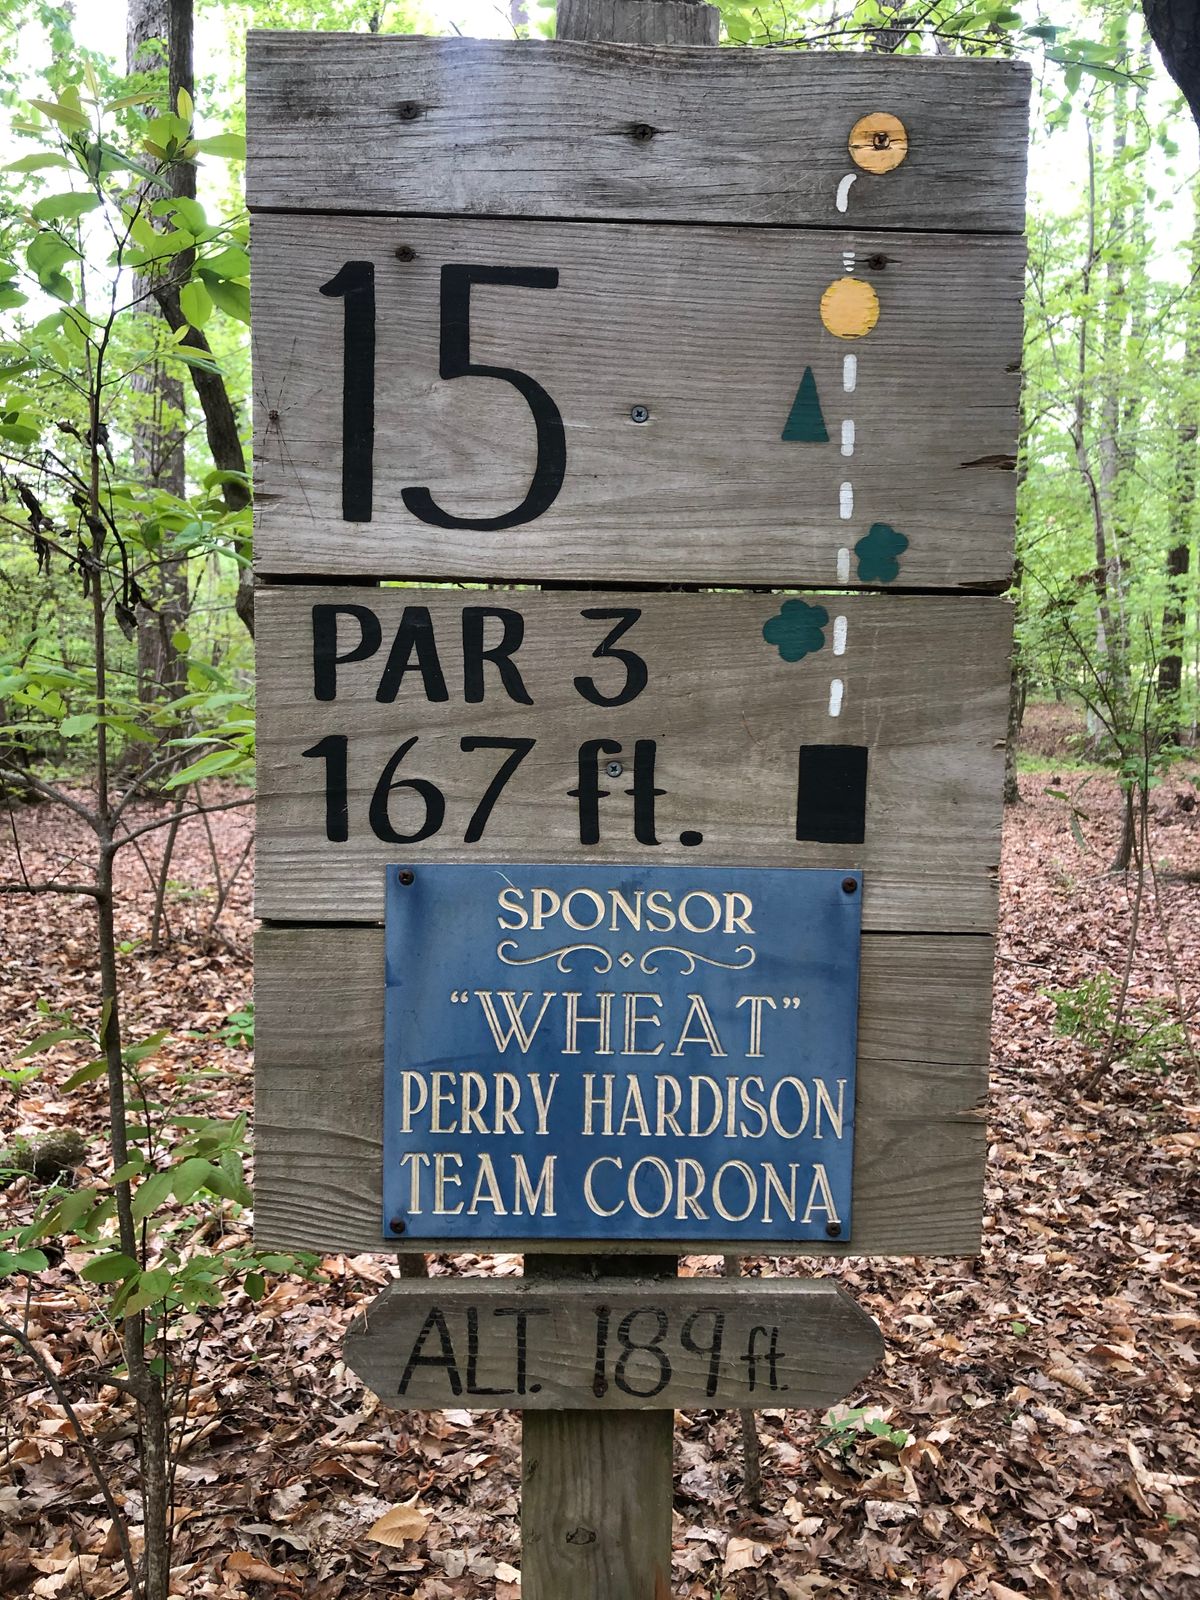 15
PAR 3
167 ft.
SPONSOR
"WHEAT"
PERRY HARDISON
TEAM CORONA
ALT. 189 ft.